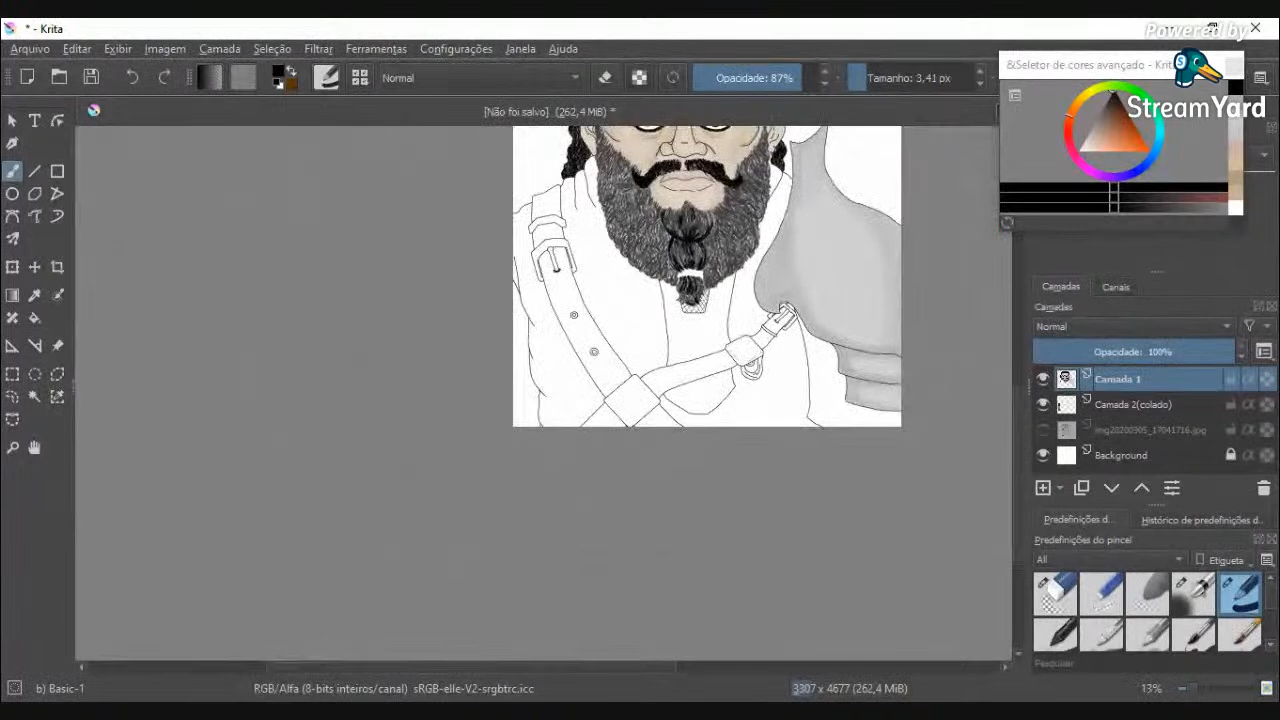 * - Krita
Powered by
StreamYard
Arquivo Editar Exibir Imagem Camada Seleção Filtrar Ferramentas Configurações Janela Ajuda
Normal Opacidade: 87% Tamanho: 3,41 px
&Seletor de cores avançado - Krita
[Não foi salvo] (262,4 MiB) *
Camadas Canais
Camadas
Normal
Opacidade: 100%
Camada 1
Camada 2(colado)
img20200905_17041716.jpg
Background
Predefinições d... Histórico de predefinições d...
Predefinições do pincel
All Etiqueta
Pesquisar
b) Basic-1 RGB/Alfa (8-bits inteiros/canal) sRGB-elle-V2-srgbtrc.icc 3307 x 4677 (262,4 MiB) 13%